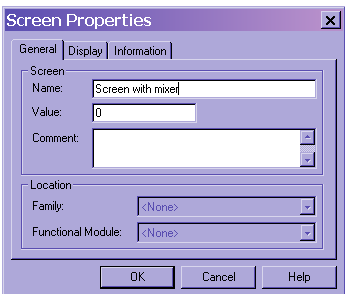 Screen Properties
General Display Information
Screen
Name: Screen with mixer
Value: 0
Comment:
Location
Family: <None>
Functional Module: <None>
OK Cancel Help